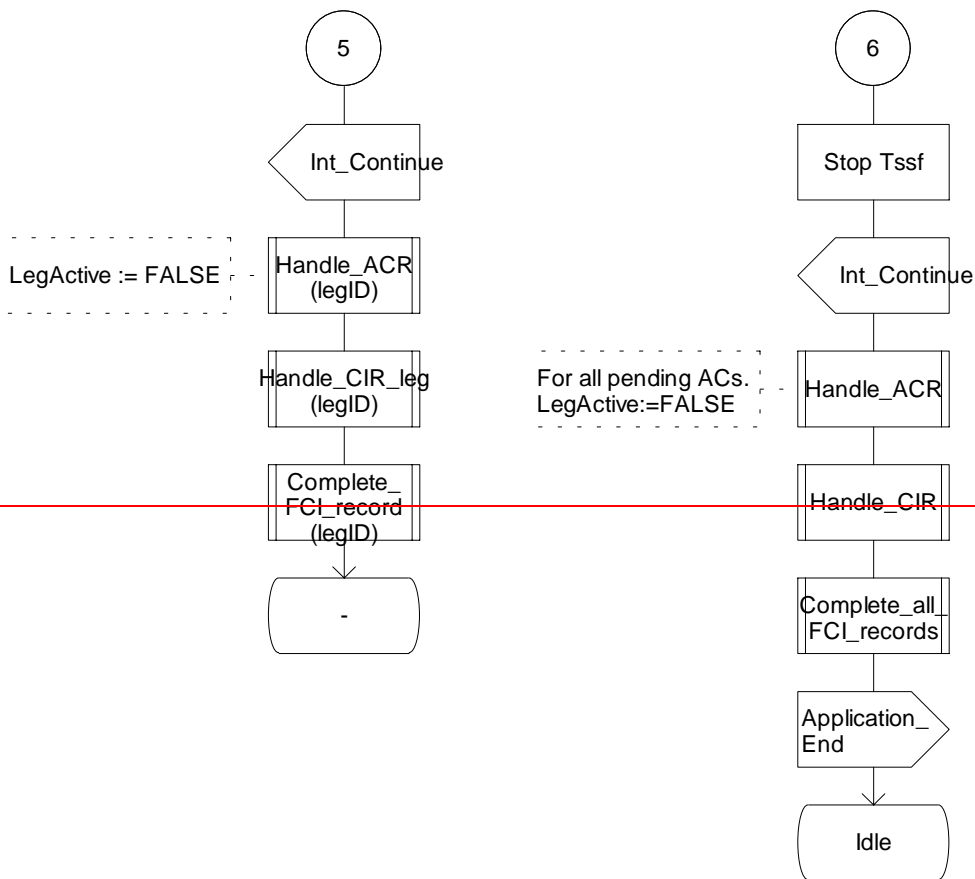 5
Int_Continue
LegActive := FALSE
Handle_ACR
(legID)
Handle_CIR_leg
(legID)
Complete_
FCI_record
(legID)
-
6
Stop Tssf
Int_Continue
For all pending ACs.
LegActive:=FALSE
Handle_ACR
Handle_CIR
Complete_all_
FCI_records
Application_
End
Idle